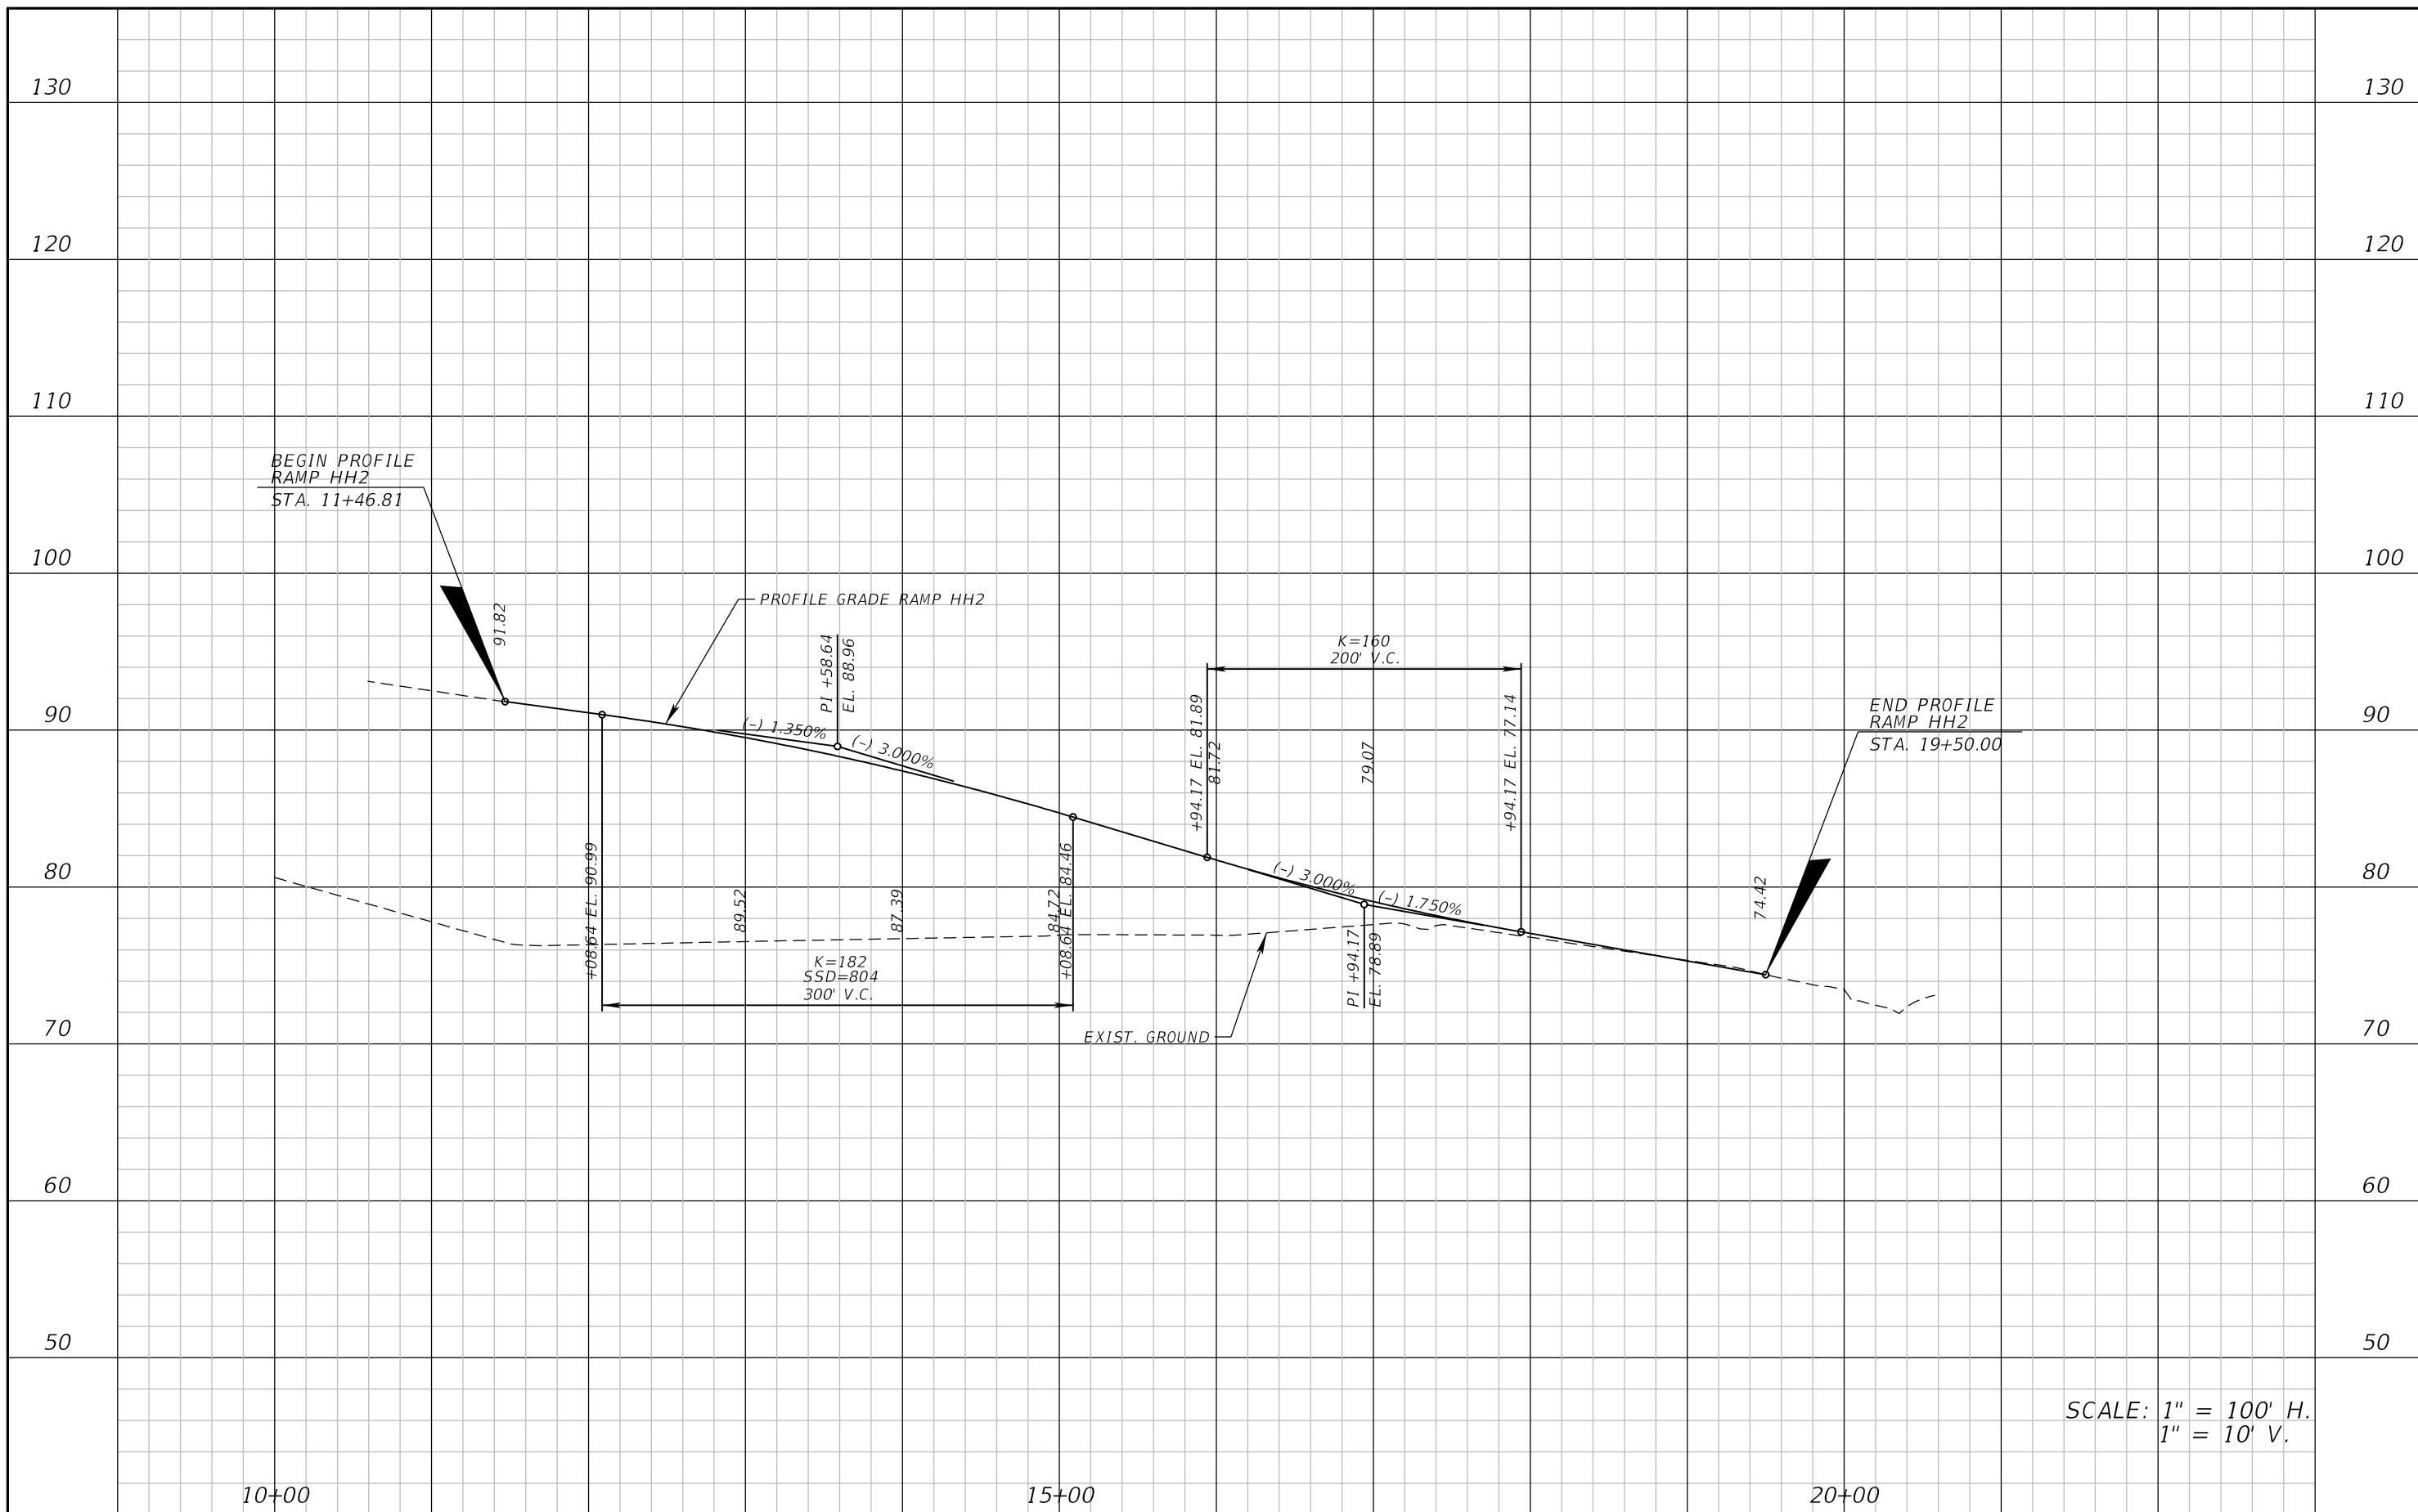 130
130
120
120
110
110
BEGIN PROFILE
RAMP HH2
STA. 11+46.81
100
100
91.82
PROFILE GRADE RAMP HH2
PI +58.64
EL. 88.96
K=160
200' V.C.
90
90
(-) 1.350%
(-) 3.000%
+94.17 EL. 81.89
81.72
79.07
+94.17 EL. 77.14
END PROFILE
RAMP HH2
STA. 19+50.00
80
80
+08.64 EL. 90.99
89.52
87.39
84.72
+08.64 EL. 84.46
(-) 3.000%
(-) 1.750%
74.42
K=182
SSD=804
300' V.C.
PI +94.17
EL. 78.89
EXIST. GROUND
70
70
60
60
50
50
SCALE: 1" = 100' H.
1" = 10' V.
10+00
15+00
20+00